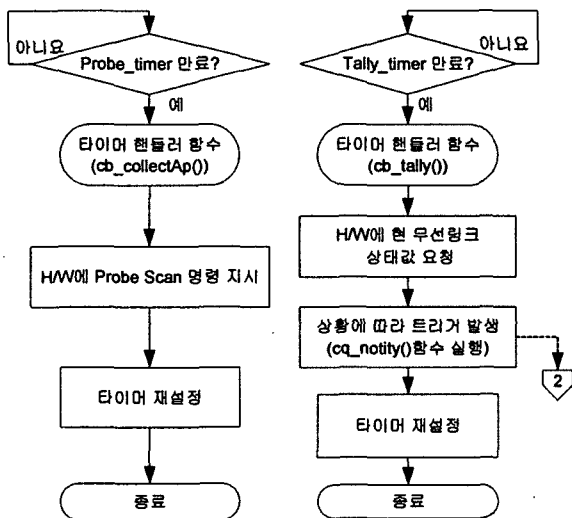 아니요
Probe_timer 만료?
예
타이머 핸들러 함수
(cb_collectAp())
H/W에 Probe Scan 명령 지시
타이머 재설정
종료
아니요
Tally_timer 만료?
예
타이머 핸들러 함수
(cb_tally())
H/W에 현 무선링크
상태값 요청
상황에 따라 트리거 발생
(cq_notity()함수 실행)
2
타이머 재설정
종료